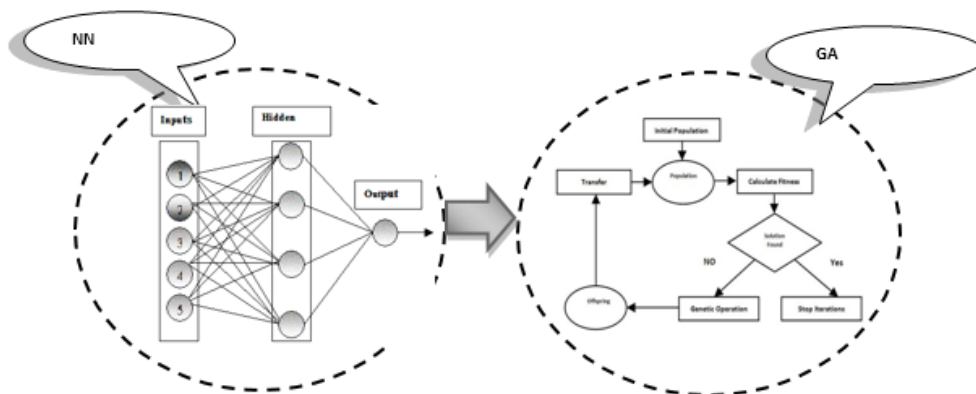 NN
Inputs
Hidden
1
2
3
4
5
Output
GA
Initial Population
Population
Transfer
Calculate Fitness
Solution
Found
NO
Yes
Offspring
Genetic Operation
Stop Iterations